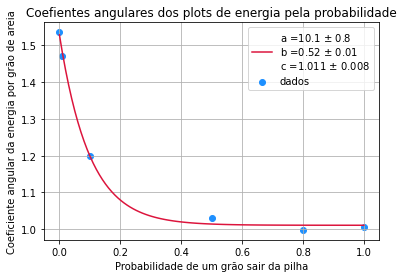 Coefientes angulares dos plots de energia pela probabilidade
Coeficiente angular da energia por grão de areia
1.5
1.4
1.3
1.2
1.1
1.0
a =10.1 ± 0.8
b =0.52 ± 0.01
c =1.011 ± 0.008
dados
0.0 0.2 0.4 0.6 0.8 1.0
Probabilidade de um grão sair da pilha